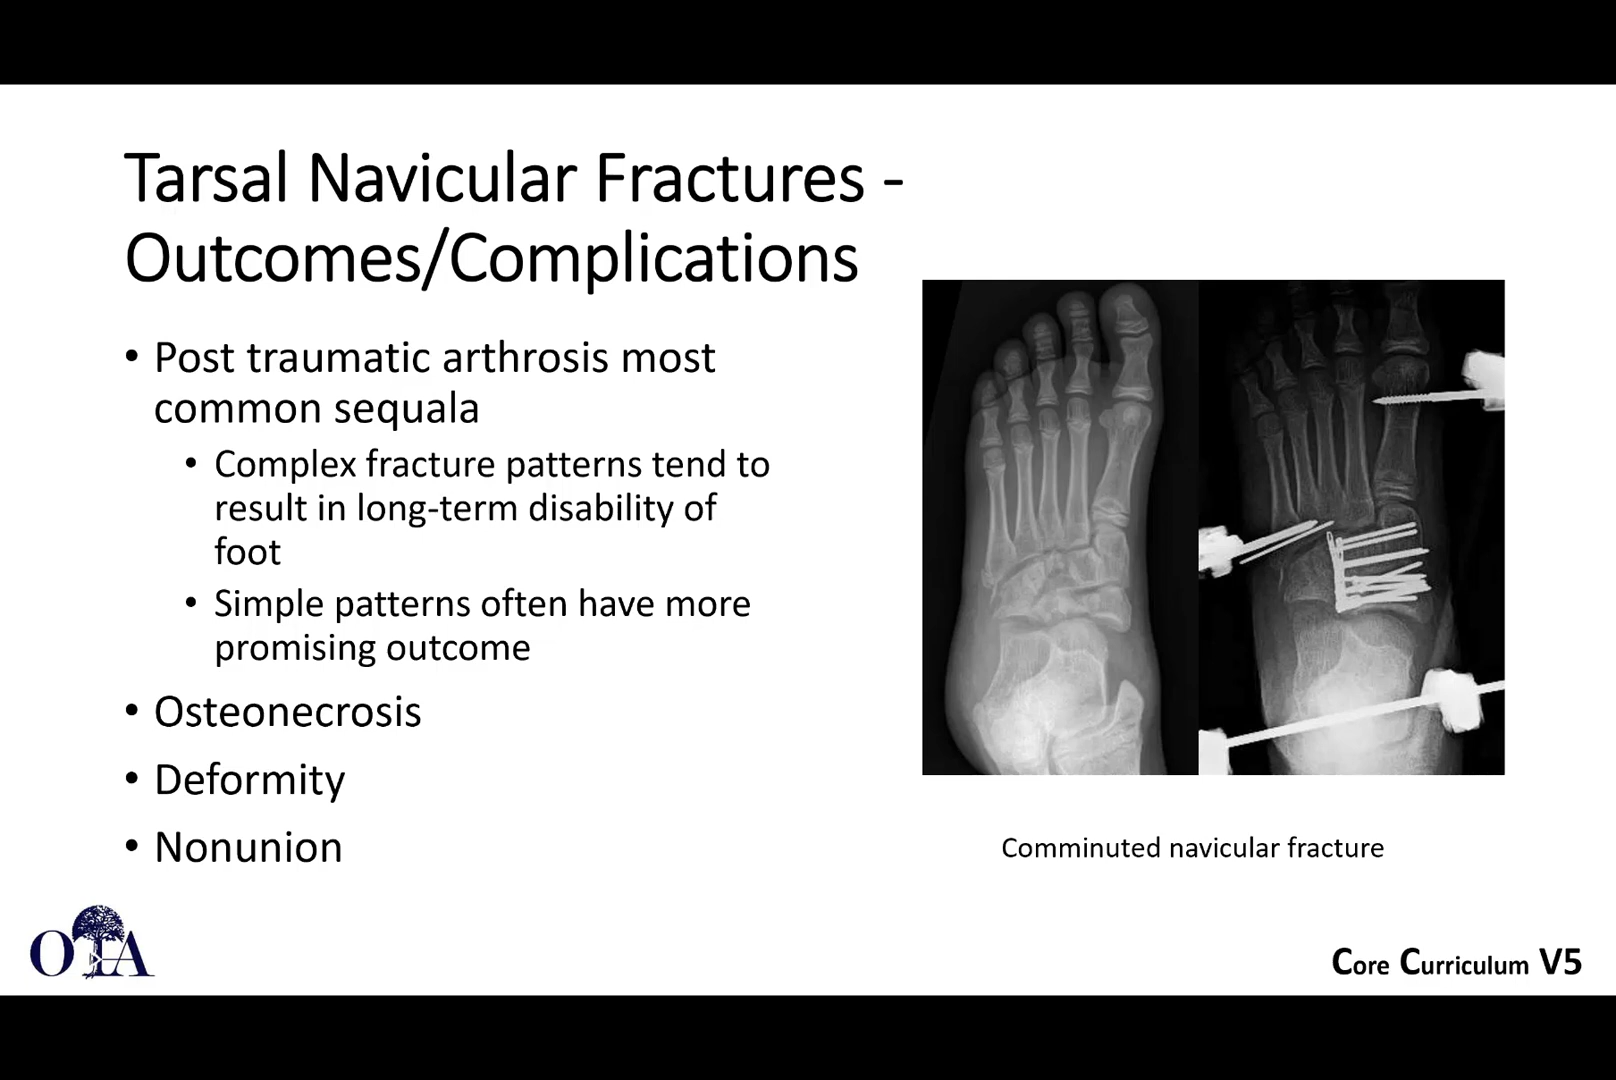 Tarsal Navicular Fractures -
Outcomes/Complications
• Post traumatic arthrosis most
common sequala
• Complex fracture patterns tend to
result in long-term disability of
foot
• Simple patterns often have more
promising outcome
• Osteonecrosis
• Deformity
• Nonunion
Comminuted navicular fracture
OTA
Core Curriculum V5